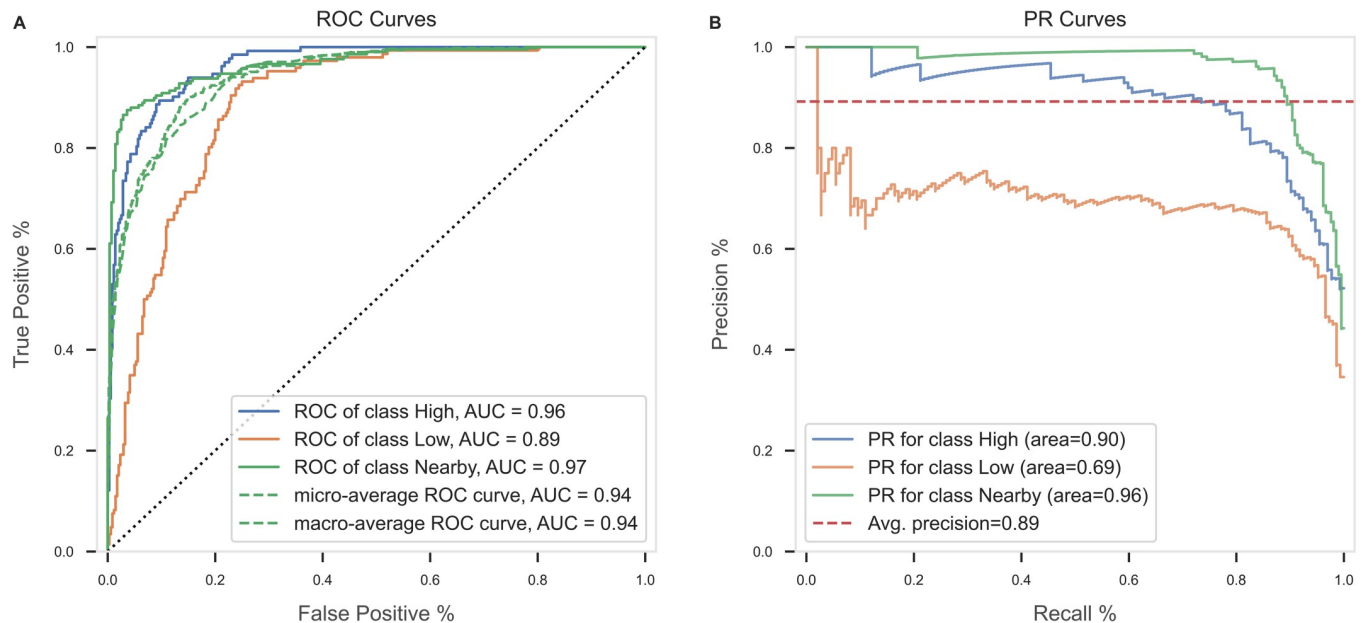 A
ROC Curves
True Positive %
1.0
0.8
0.6
0.4
0.2
0.0
ROC of class High, AUC = 0.96
ROC of class Low, AUC = 0.89
ROC of class Nearby, AUC = 0.97
micro-average ROC curve, AUC = 0.94
macro-average ROC curve, AUC = 0.94
0.0 0.2 0.4 0.6 0.8 1.0
False Positive %
B
PR Curves
Precision %
1.0
0.8
0.6
0.4
0.2
0.0
PR for class High (area=0.90)
PR for class Low (area=0.69)
PR for class Nearby (area=0.96)
Avg. precision=0.89
0.0 0.2 0.4 0.6 0.8 1.0
Recall %